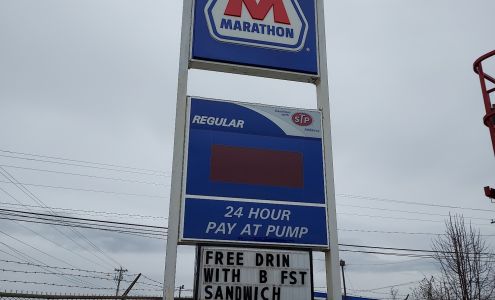 M
MARATHON
REGULAR
STP
24 HOUR
PAY AT PUMP
FREE DRIN
WITH B FST
SANDWICH